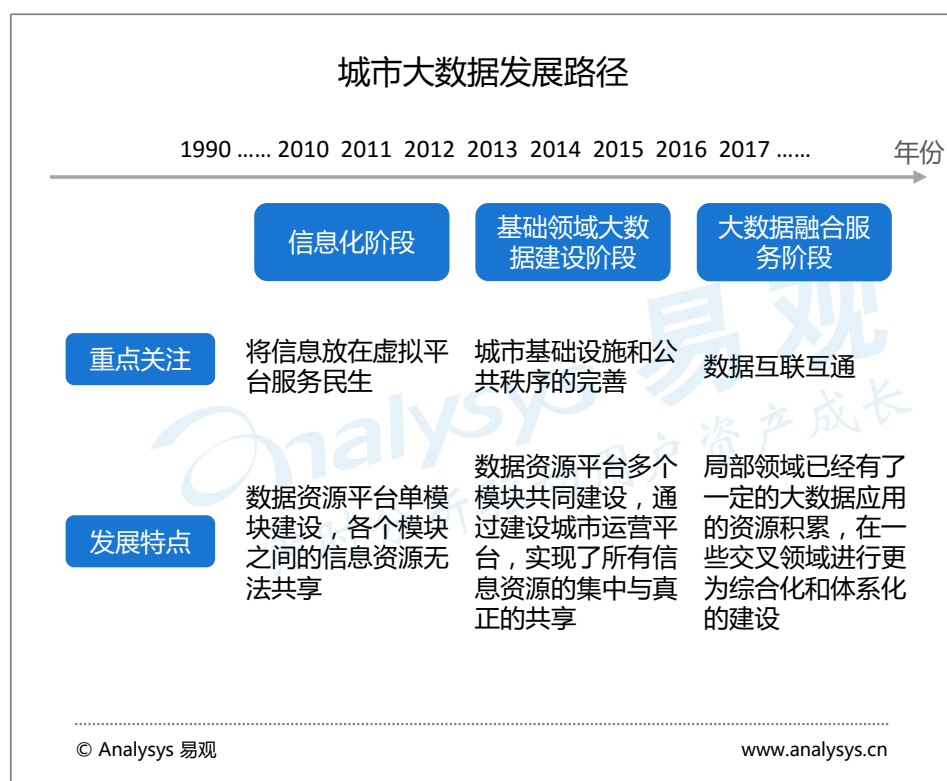 城市大数据发展路径
1990 …… 2010 2011 2012 2013 2014 2015 2016 2017 ……
年份
信息化阶段
基础领域大数
据建设阶段
大数据融合服
务阶段
重点关注
将信息放在虚拟平
台服务民生
城市基础设施和公
共秩序的完善
数据互联互通
发展特点
数据资源平台单模
块建设，各个模块
之间的信息资源无
法共享
数据资源平台多个
模块共同建设，通
过建设城市运营平
台，实现了所有信
息资源的集中与真
正的共享
局部领域已经有了
一定的大数据应用
的资源积累，在一
些交叉领域进行更
为综合化和体系化
的建设
analysys 易观
© Analysys 易观
www.analysys.cn